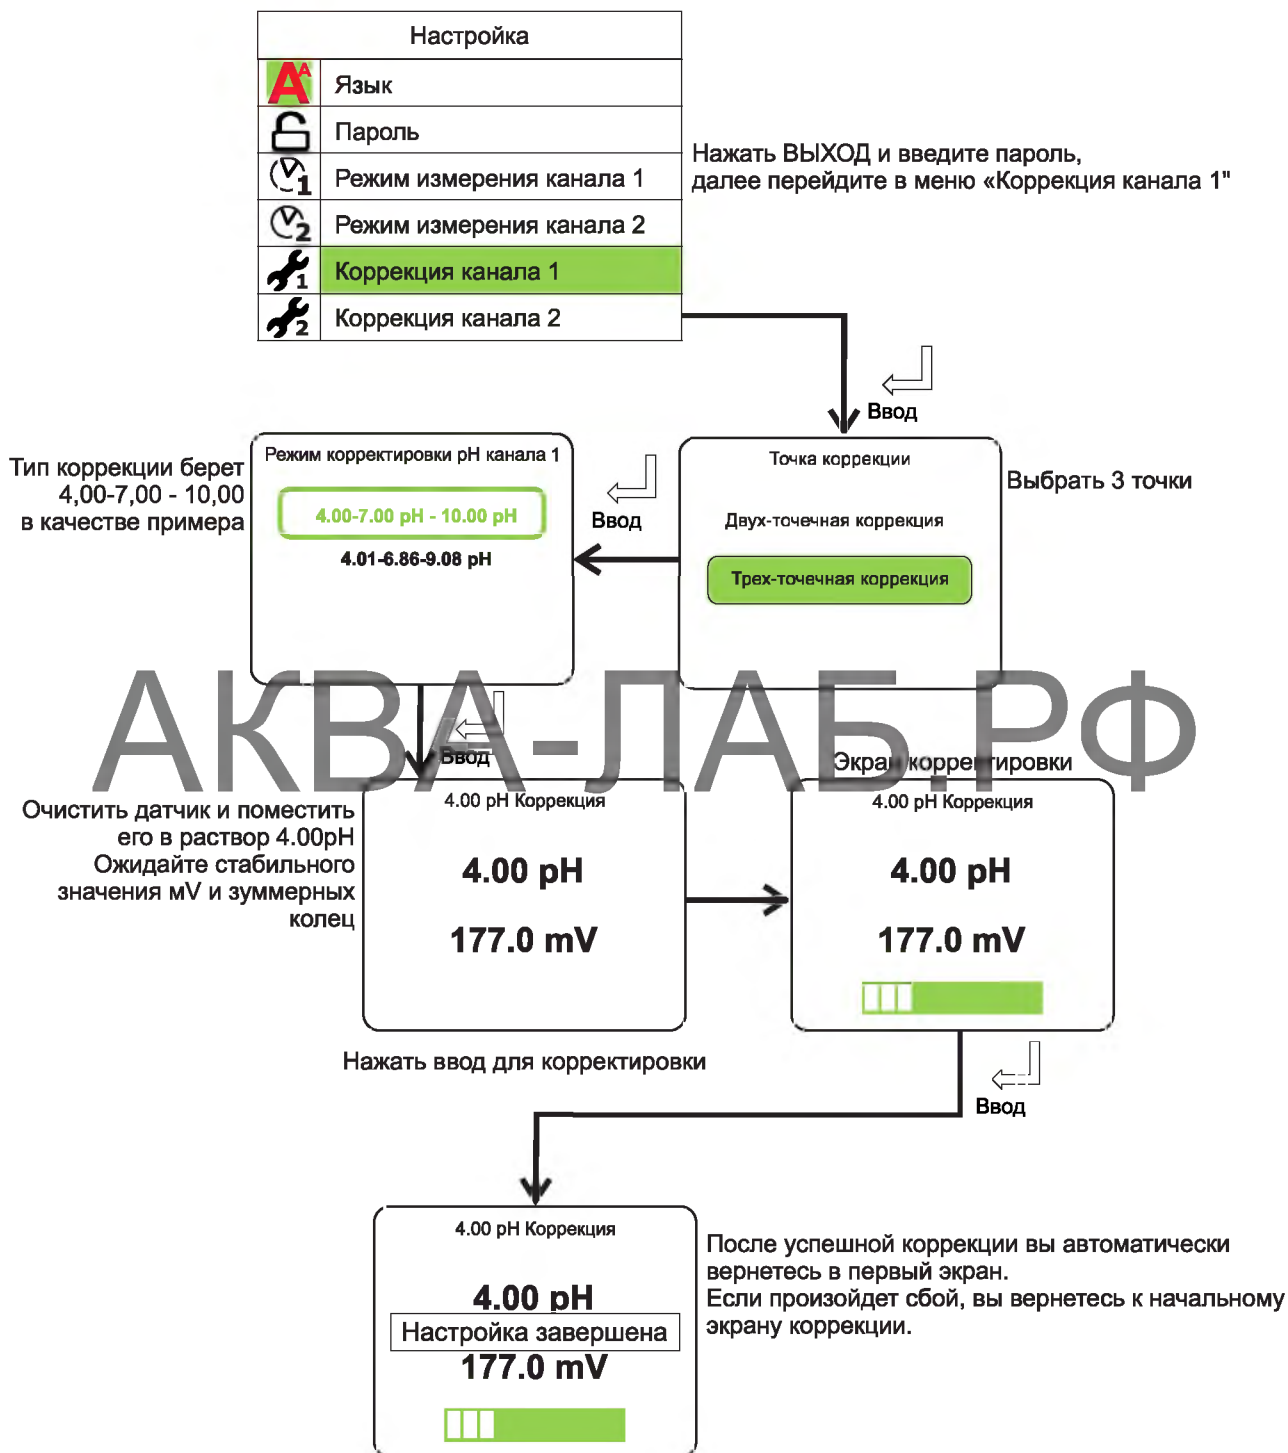 Настройка
Язык
Пароль
Режим измерения канала 1
Режим измерения канала 2
1
2
Коррекция канала 1
1
Коррекция канала 2
2
Нажать ВЫХОД и введите пароль,
далее перейдите в меню «Коррекция канала 1"
Ввод
Точка коррекции
Двух-точечная коррекция
Трех-точечная коррекция
Выбрать 3 точки
Ввод
Режим корректировки pH канала 1
4.00-7.00 pH - 10.00 pH
4.01-6.86-9.08 pH
Тип коррекции берет
4,00-7,00 - 10,00
в качестве примера
АКВА-ЛАБ.РФ
Ввод
Очистить датчик и поместить
его в раствор 4.00pH
Ожидайте стабильного
значения мV и зуммерных
колец
4.00 pH Коррекция
4.00 pH
177.0 mV
Экран корректировки
4.00 pH Коррекция
4.00 pH
177.0 mV
Нажать ввод для корректировки
Ввод
4.00 pH Коррекция
4.00 pH
Настройка завершена
177.0 mV
После успешной коррекции вы автоматически
вернетесь в первый экран.
Если произойдет сбой, вы вернетесь к начальному
экрану коррекции.